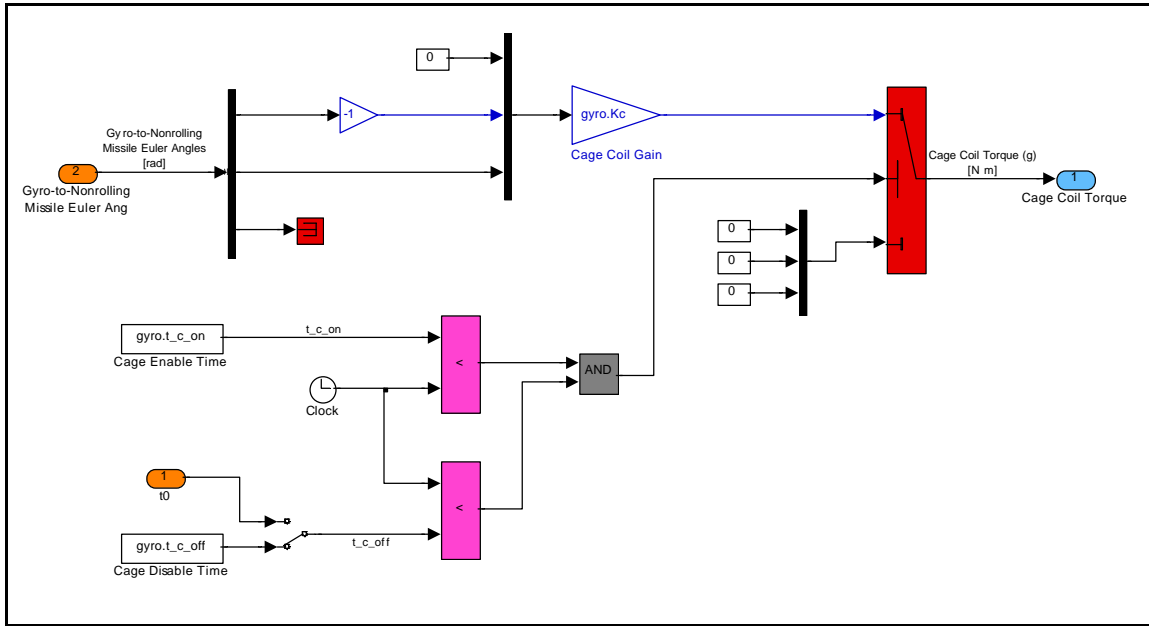 0
-1
gyro.Kc
Cage Coil Gain
Gyro-to-Nonrolling
Missile Euler Angles
[rad]
2
Gyro-to-Nonrolling
Missile Euler Ang
Cage Coil Torque (g)
[N m]
1
Cage Coil Torque
0
0
0
gyro.t_c_on
Cage Enable Time
t_c_on
<
AND
Clock
1
t0
<
gyro.t_c_off
Cage Disable Time
t_c_off